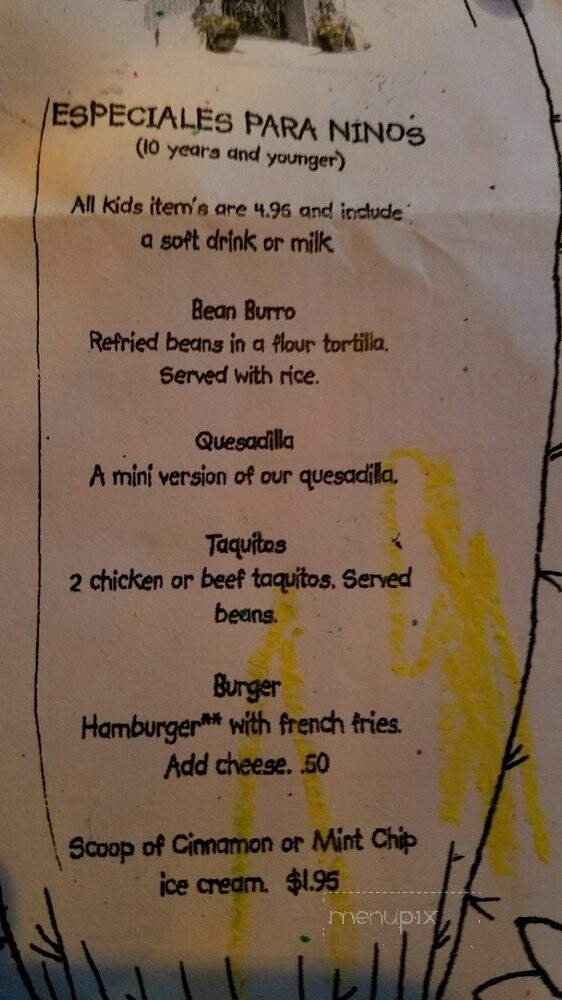 ESPECIALES PARA NINOS
(10 years and younger)
All kids item's are 4.95 and include
a soft drink or milk
Bean Burro
Refried beans in a flour tortilla.
Served with rice.
Quesadilla
A mini version of our quesadilla.
Taquitos
2 chicken or beef taquitos. Served
beans.
Burger
Hamburger** with french fries.
Add cheese. .50
Scoop of Cinnamon or Mint Chip
ice cream. $1.95
menupix